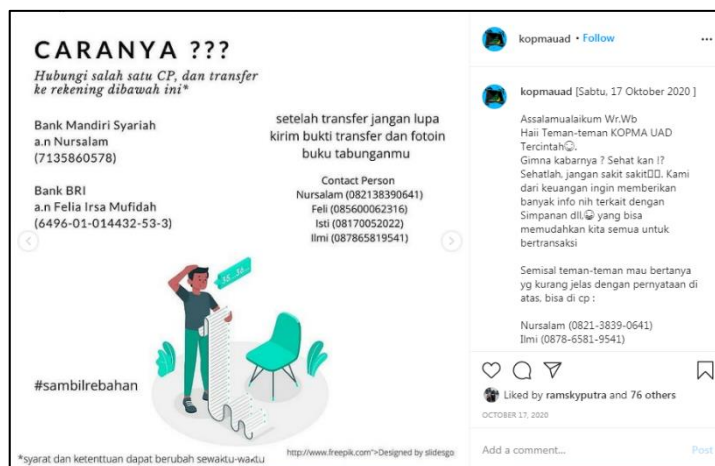 CARANYA ???
Hubungi salah satu CP, dan transfer
ke rekening dibawah ini*
Bank Mandiri Syariah
a.n Nursalam
(7135860578)
Bank BRI
a.n Felia Irsa Mufidah
(6496-01-014432-53-3)
setelah transfer jangan lupa
kirim bukti transfer dan fotoin
buku tabunganmu
Contact Person
Nursalam (082138390641)
Feli (085600062316)
Isti (08170052022)
Ilmi (087865819541)
35...36...
#sambilrebahan
*syarat dan ketenttuan dapat berubah sewaktu-waktu
http://www.freepik.com">Designed by slidesgo
kopmauad • Follow
kopmauad [Sabtu, 17 Oktober 2020 ]
Assalamualaikum Wr.Wb
Haii Teman-teman KOPMA UAD
Tercintah😊.
Gimna kabarnya ? Sehat kan !?
Sehatlah, jangan sakit sakit▯▯. Kami
dari keuangan ingin memberikan
banyak info nih terkait dengan
Simpanan dll.😀 yang bisa
memudahkan kita semua untuk
bertransaksi
Semisal teman-teman mau bertanya
yg kurang jelas dengan pernyataan di
atas, bisa di cp :
Nursalam (0821-3839-0641)
Ilmi (0878-6581-9541)
Liked by ramskyputra and 76 others
OCTOBER 17, 2020
Add a comment...
Post